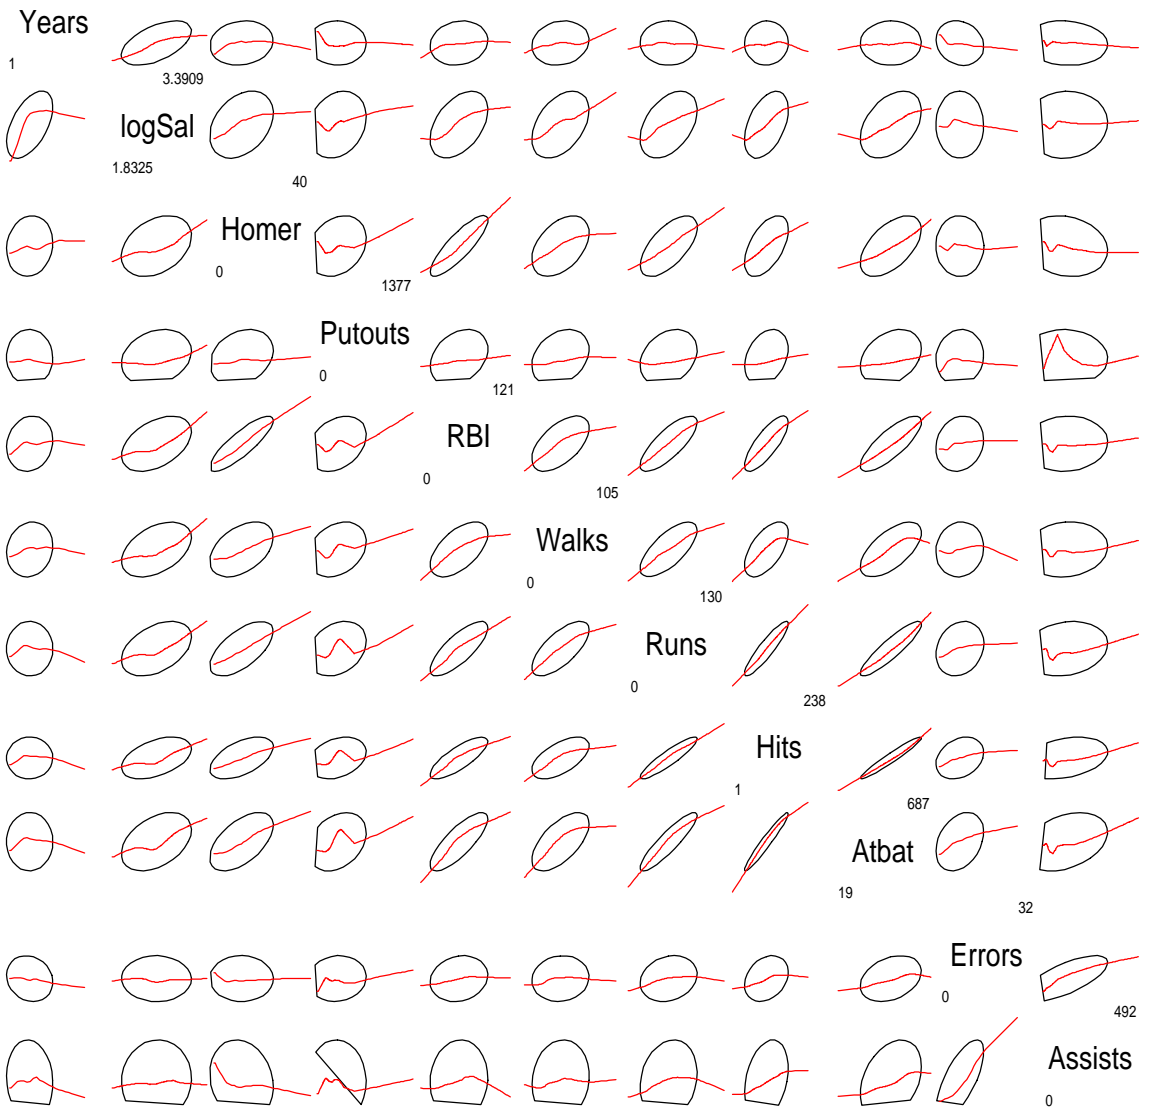 Years
1
3.3909
logSal
1.8325
40
Homer
0
1377
Putouts
0
121
RBI
0
105
Walks
0
130
Runs
0
238
Hits
1
687
Atbat
19
32
Errors
0
492
Assists
0